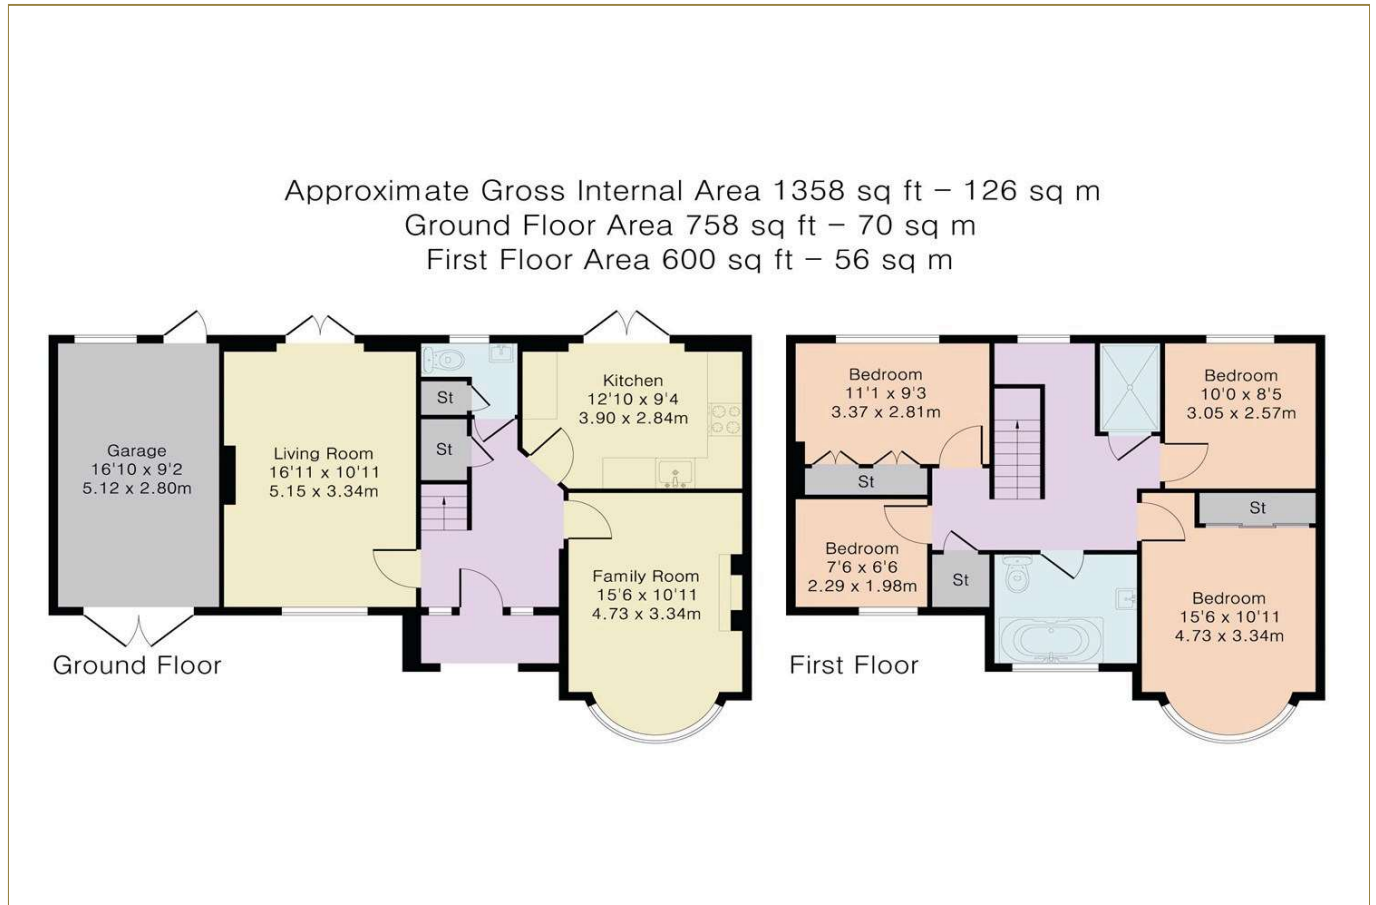 Approximate Gross Internal Area 1358 sq ft – 126 sq m
Ground Floor Area 758 sq ft – 70 sq m
First Floor Area 600 sq ft – 56 sq m
Garage
16'10 x 9'2
5.12 x 2.80m
Living Room
16'11 x 10'11
5.15 x 3.34m
St
St
Kitchen
12'10 x 9'4
3.90 x 2.84m
Family Room
15'6 x 10'11
4.73 x 3.34m
Ground Floor
Bedroom
11'1 x 9'3
3.37 x 2.81m
St
Bedroom
10'0 x 8'5
3.05 x 2.57m
St
Bedroom
7'6 x 6'6
2.29 x 1.98m
St
Bedroom
15'6 x 10'11
4.73 x 3.34m
First Floor